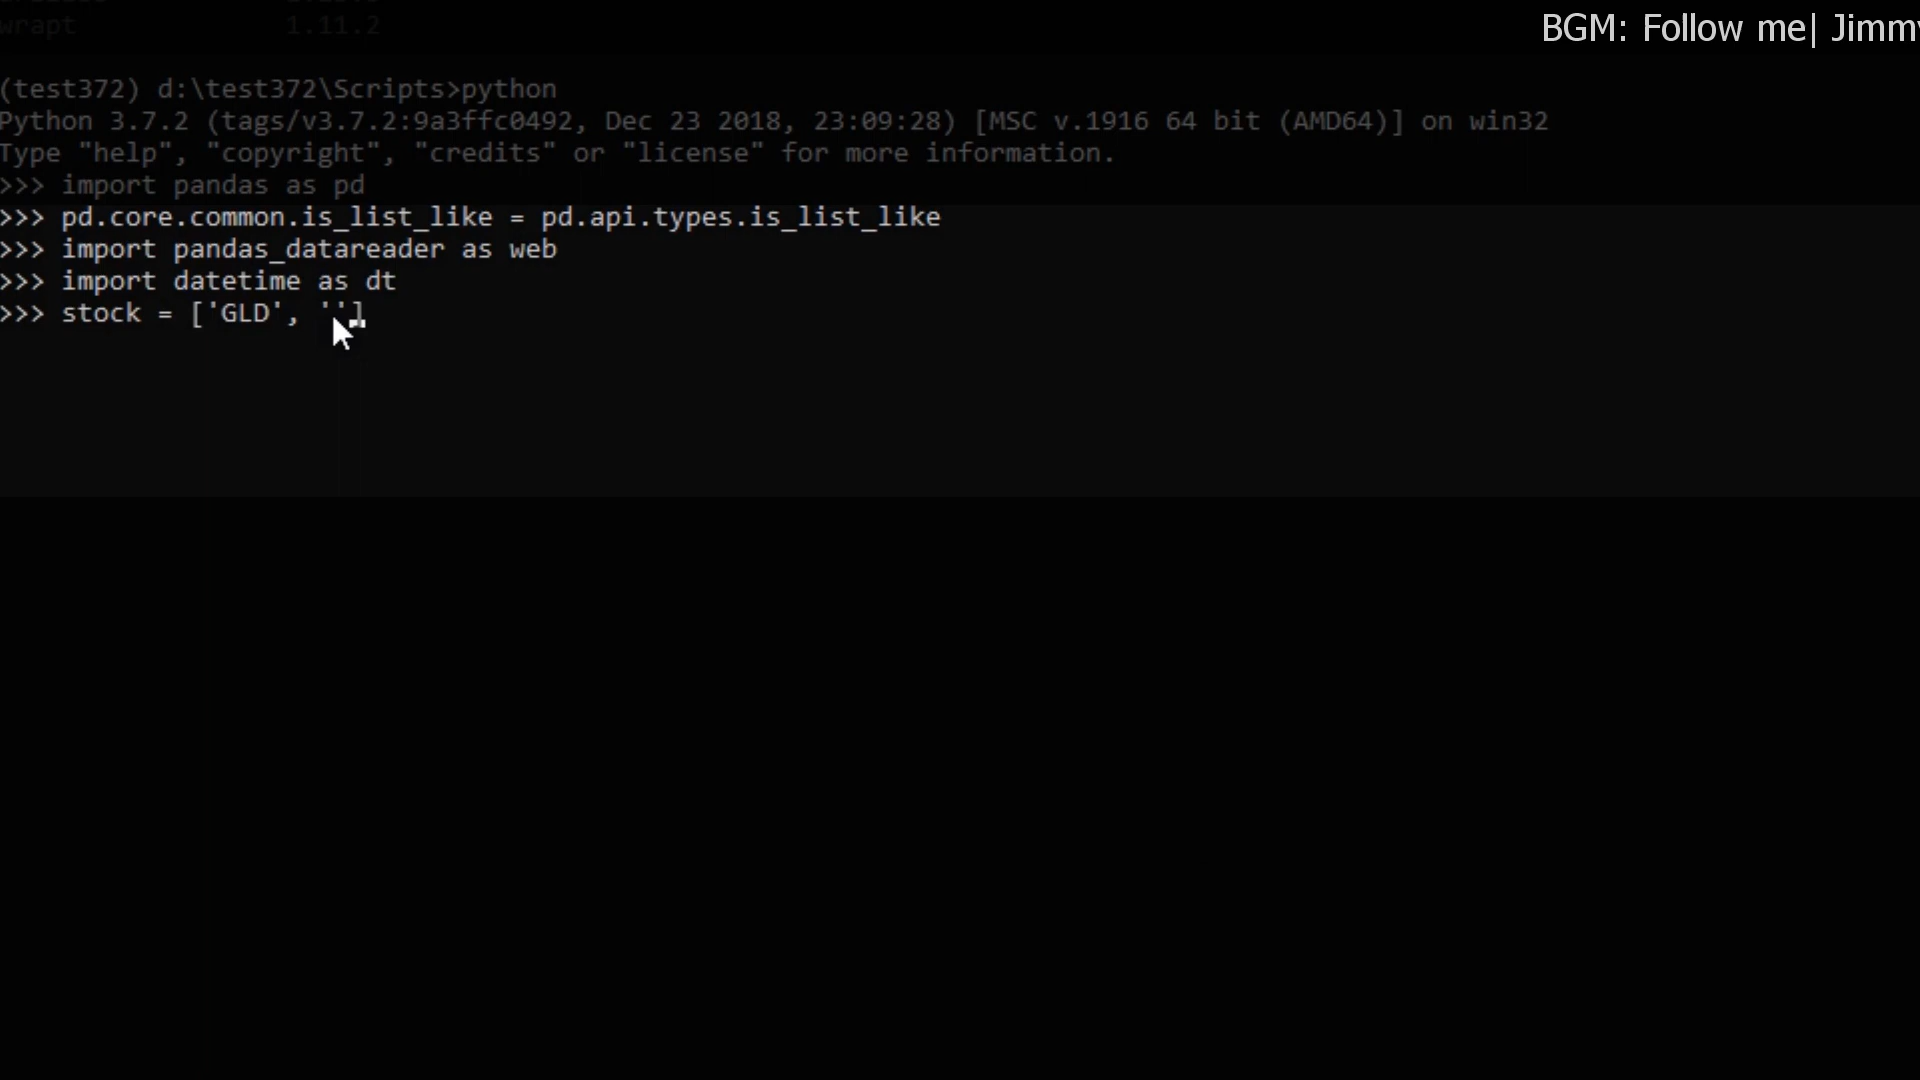 wrapt 1.11.2
BGM: Follow me| Jimmy
(test372) d:\test372\Scripts>python
Python 3.7.2 (tags/v3.7.2:9a3ffc0492, Dec 23 2018, 23:09:28) [MSC v.1916 64 bit (AMD64)] on win32
Type "help", "copyright", "credits" or "license" for more information.
>>> import pandas as pd
>>> pd.core.common.is_list_like = pd.api.types.is_list_like
>>> import pandas_datareader as web
>>> import datetime as dt
>>> stock = ['GLD', '']